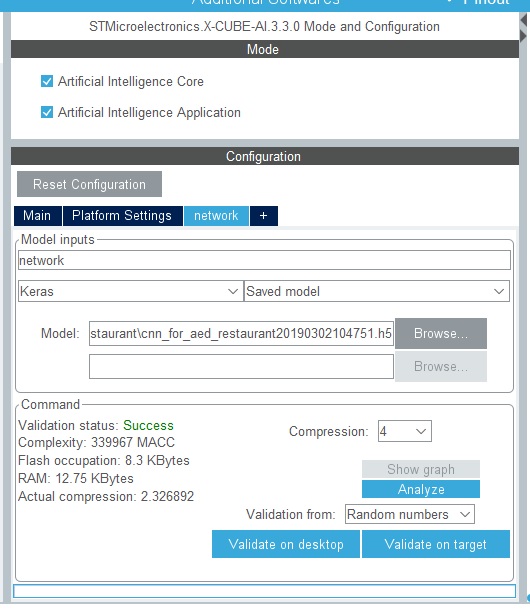 Additional Softwares
Pinout
STMicroelectronics.X-CUBE-AI.3.3.0 Mode and Configuration
Mode
Artificial Intelligence Core
Artificial Intelligence Application
Configuration
Reset Configuration
Main Platform Settings network +
Model inputs
network
Keras Saved model
Model: staurant\cnn_for_aed_restaurant20190302104751.h5 Browse...
Browse...
Command
Validation status: Success
Complexity: 339967 MACC
Flash occupation: 8.3 KBytes
RAM: 12.75 KBytes
Actual compression: 2.326892
Compression: 4
Show graph
Analyze
Validation from: Random numbers
Validate on desktop Validate on target